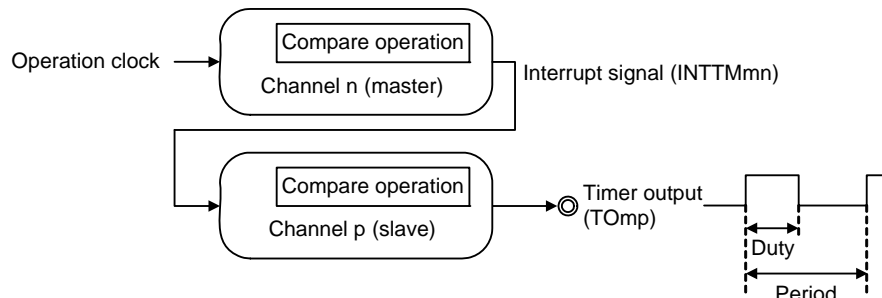 Compare operation
Operation clock
Channel n (master)
Interrupt signal (INTTMmn)
Compare operation
Channel p (slave)
Timer output
(TOmp)
Duty
Period